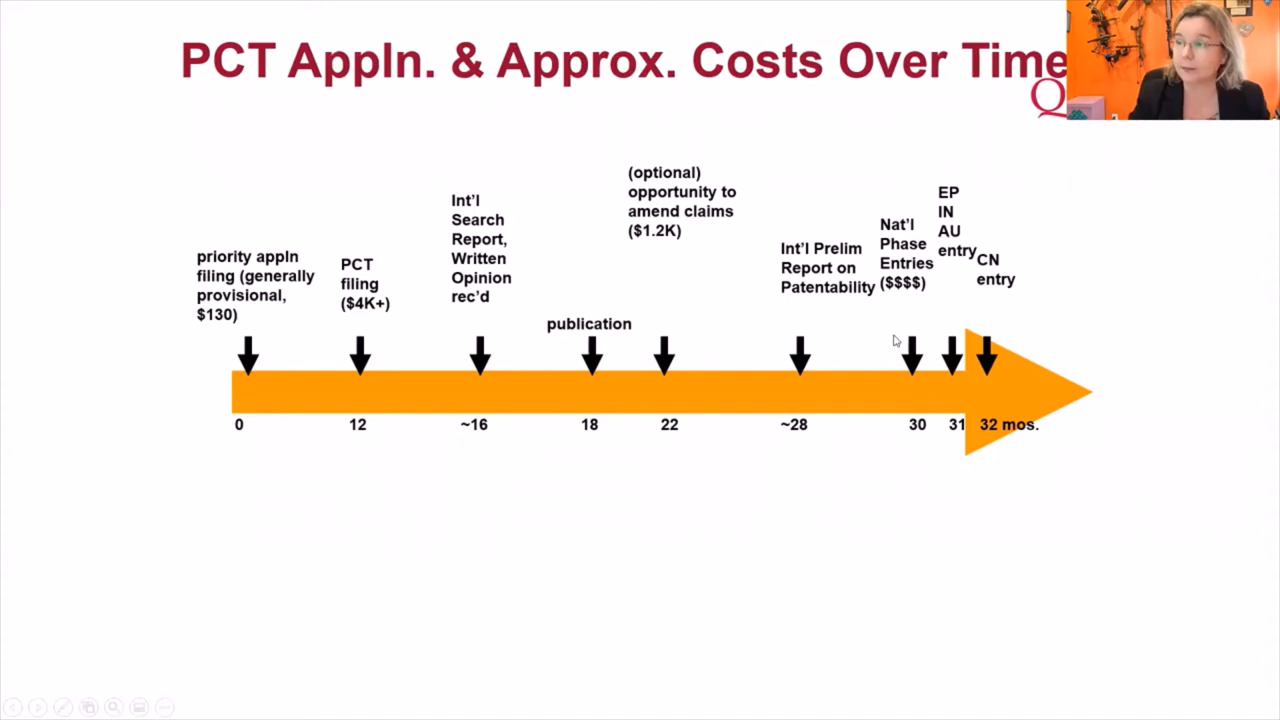 PCT Appln. & Approx. Costs Over Time
Q
priority appln
filing (generally
provisional,
$130)
PCT
filing
($4K+)
Int'l
Search
Report,
Written
Opinion
rec'd
publication
(optional)
opportunity to
amend claims
($1.2K)
Int'l Prelim
Report on
Patentability
Nat'l
Phase
Entries
($$$$)
EP
IN
AU
entry
CN
entry
0
12
~16
18
22
~28
30
31
32 mos.